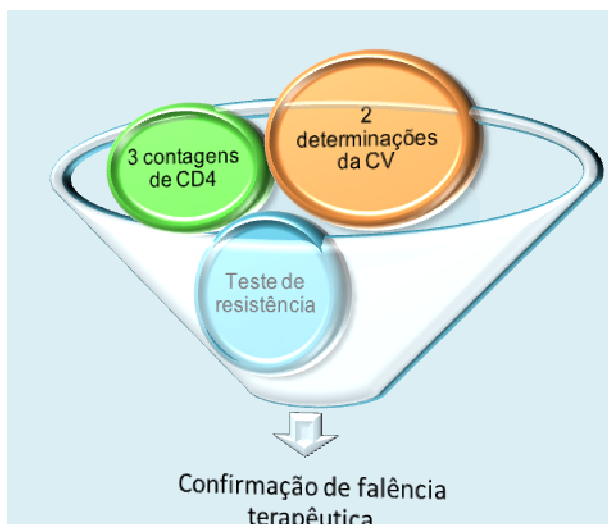 2
determinações
da CV
3 contagens
de CD4
Teste de
resistência
Confirmação de falência
terapêutica